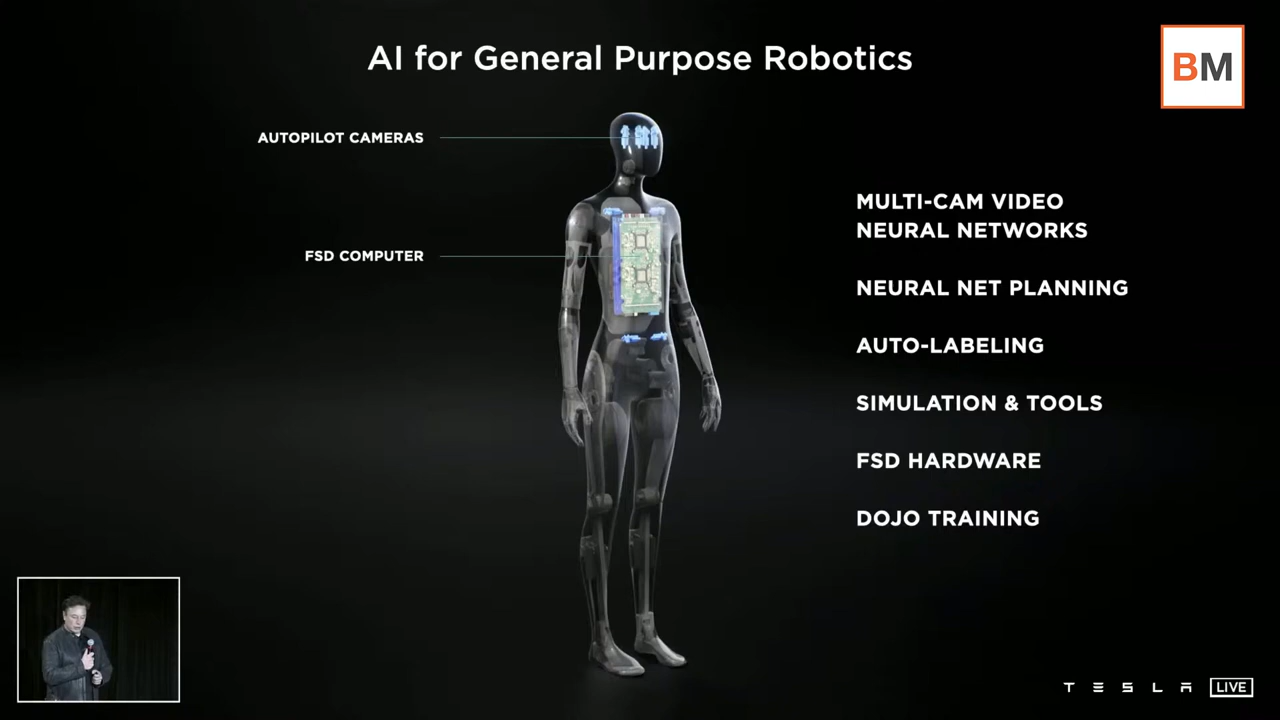 AI for General Purpose Robotics
BM
AUTOPILOT CAMERAS
FSD COMPUTER
MULTI-CAM VIDEO
NEURAL NETWORKS
NEURAL NET PLANNING
AUTO-LABELING
SIMULATION & TOOLS
FSD HARDWARE
DOJO TRAINING
TESLA LIVE